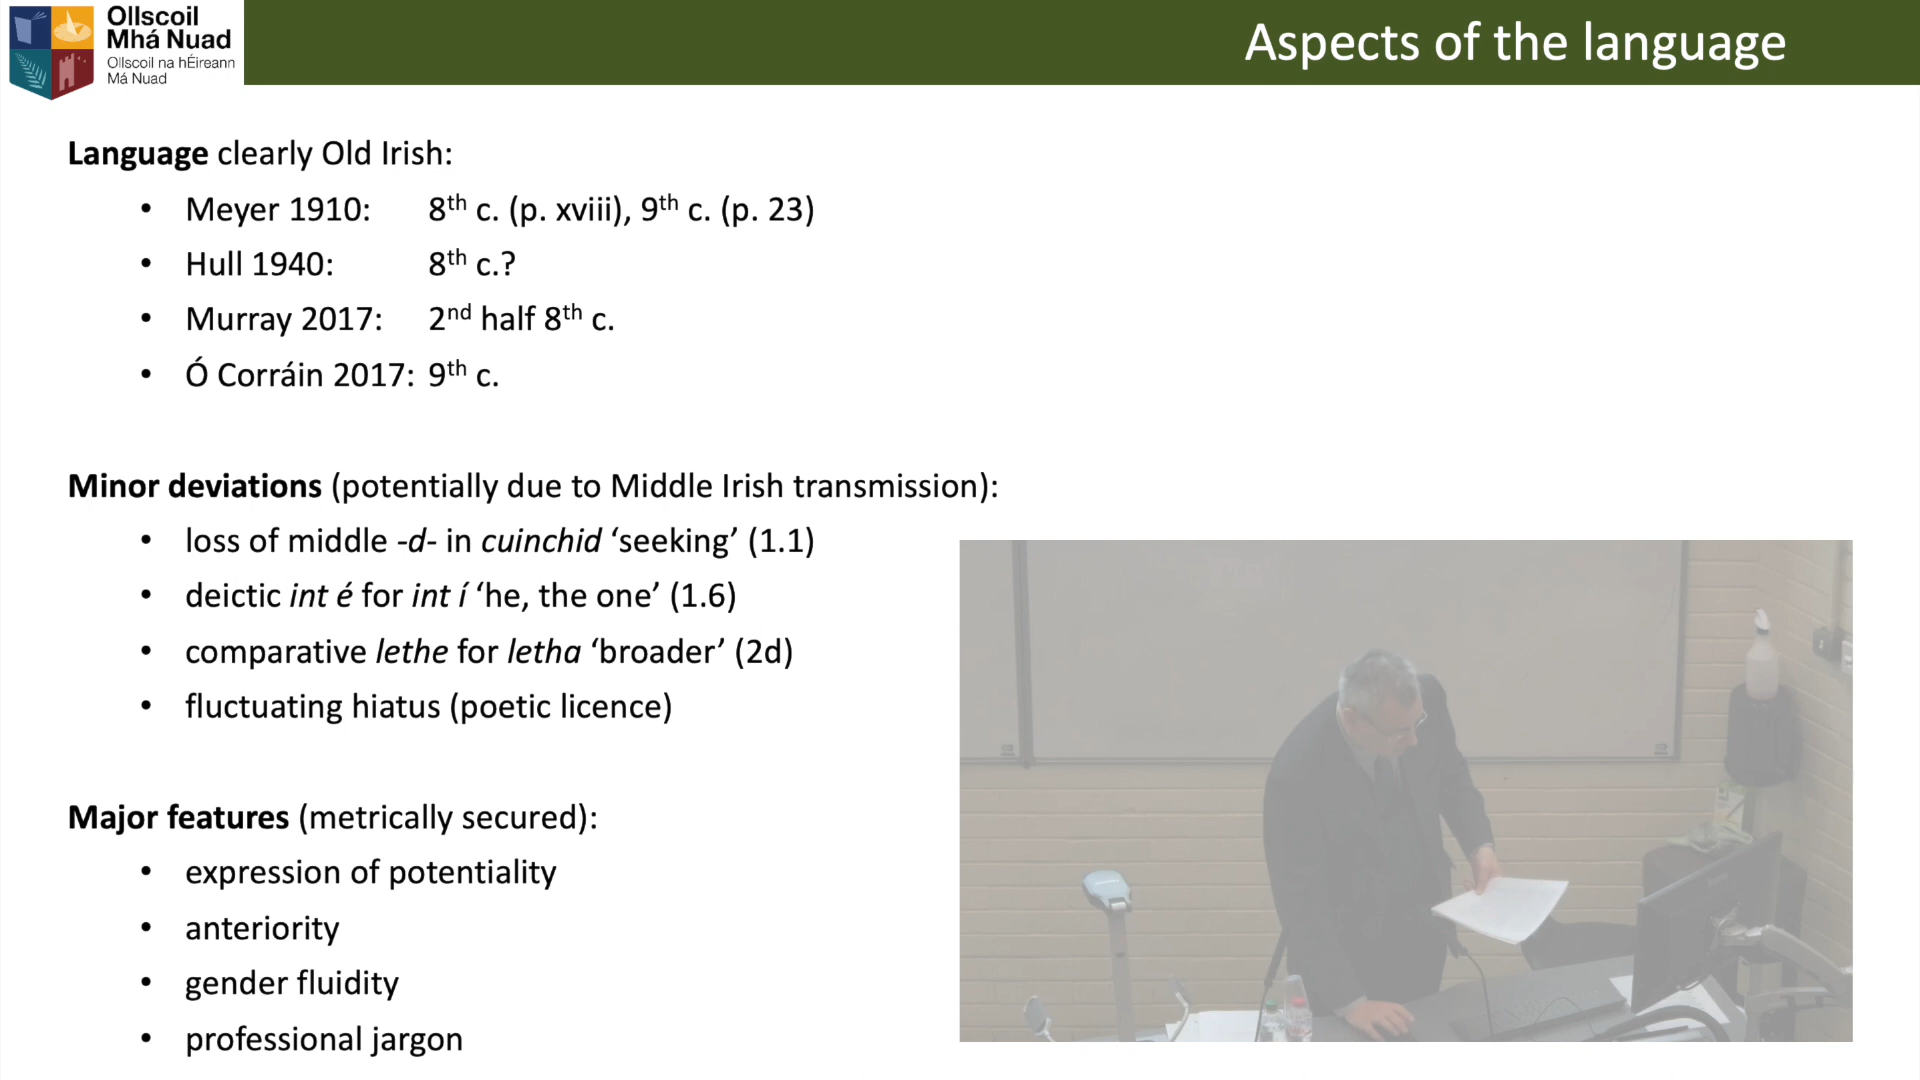 Ollscoil
Mhá Nuad
Ollscoil na hÉireann
Má Nuad
Aspects of the language
Language clearly Old Irish:
• Meyer 1910: 8th c. (p. xviii), 9th c. (p. 23)
• Hull 1940: 8th c.?
• Murray 2017: 2nd half 8th c.
• Ó Corráin 2017: 9th c.
Minor deviations (potentially due to Middle Irish transmission):
• loss of middle -d- in cuinchid ‘seeking’ (1.1)
• deictic int é for int í ‘he, the one’ (1.6)
• comparative lethe for letha ‘broader’ (2d)
• fluctuating hiatus (poetic licence)
Major features (metrically secured):
• expression of potentiality
• anteriority
• gender fluidity
• professional jargon